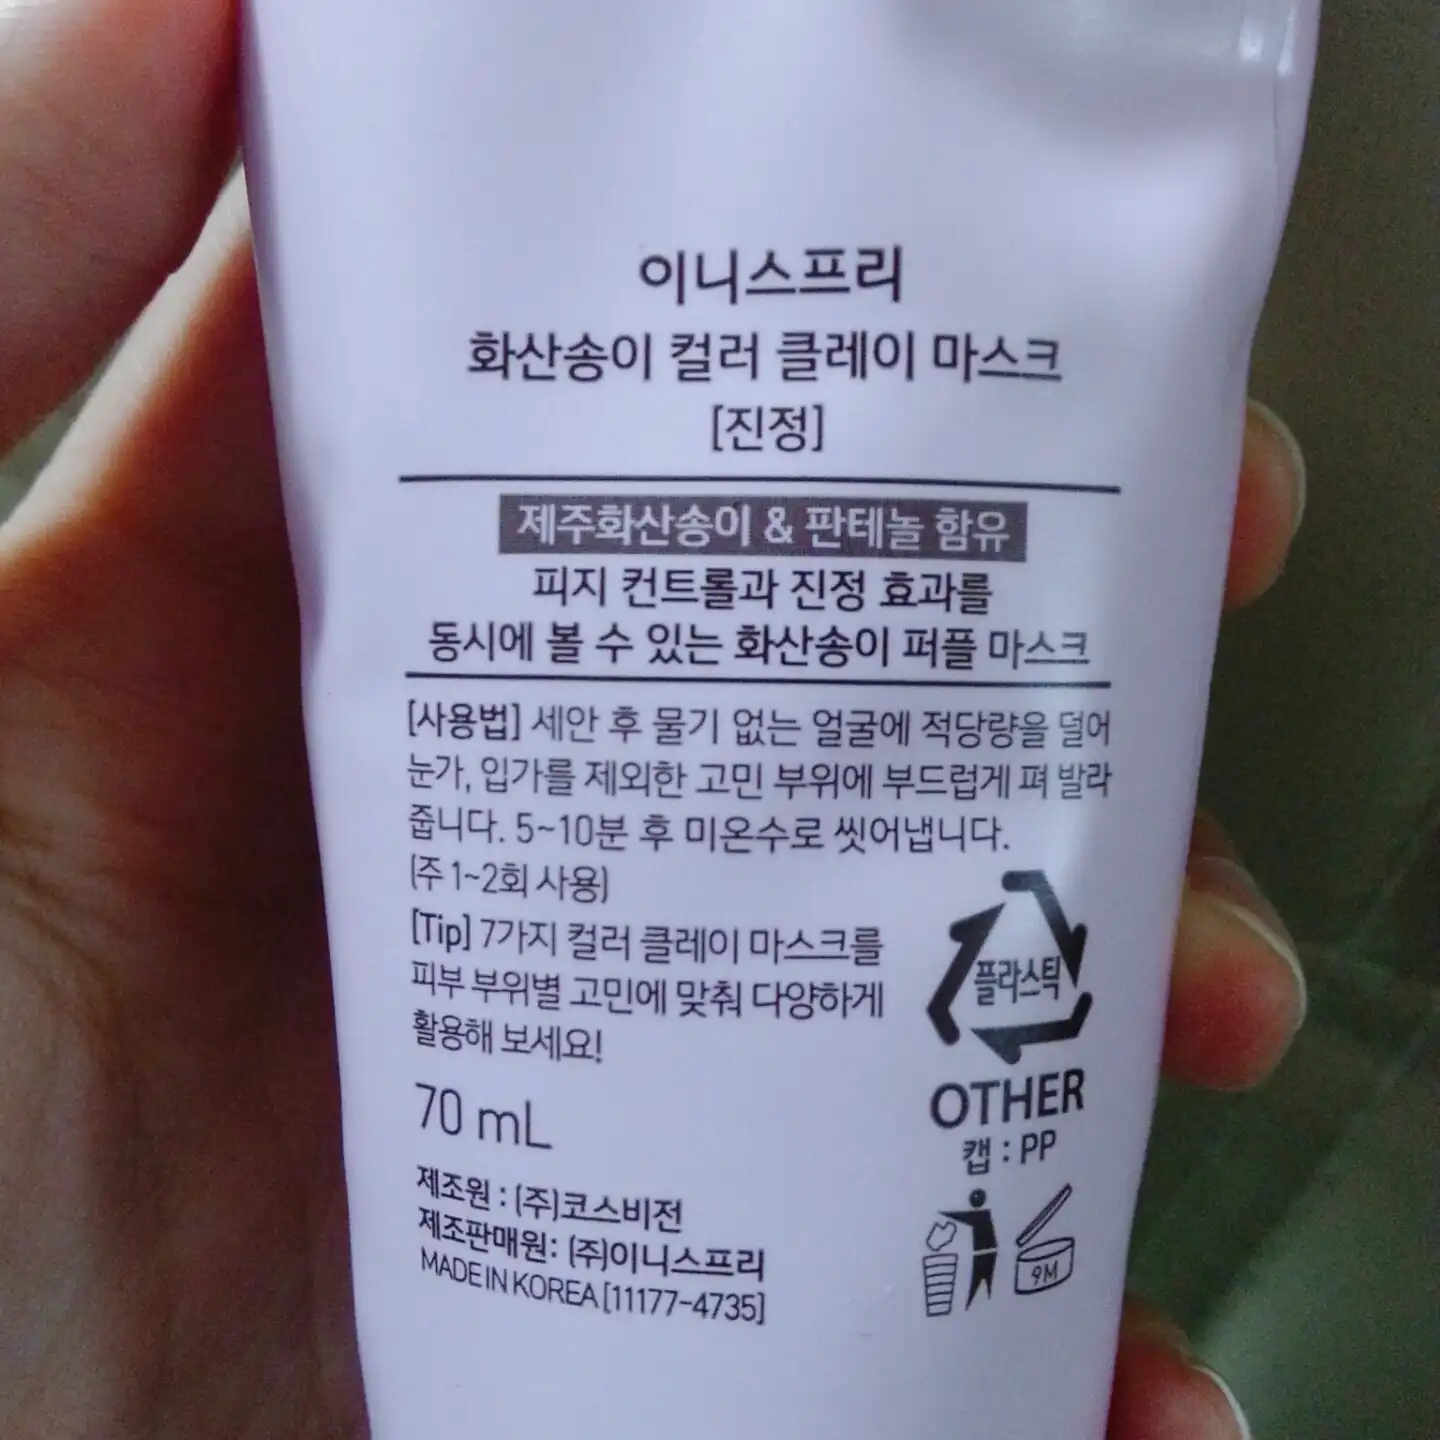 이니스프리
화산송이 컬러 클레이 마스크
[진정]
제주화산송이 & 판테놀 함유
피지 컨트롤과 진정 효과를
동시에 볼 수 있는 화산송이 퍼플 마스크
[사용법] 세안 후 물기 없는 얼굴에 적당량을 덜어
눈가, 입가를 제외한 고민 부위에 부드럽게 펴 발라
줍니다. 5~10분 후 미온수로 씻어냅니다.
(주 1~2회 사용)
[Tip] 7가지 컬러 클레이 마스크를
피부 부위별 고민에 맞춰 다양하게
활용해 보세요!
플라스틱
OTHER
캡 : PP
70 mL
제조원 : (주)코스비전
제조판매원: (주)이니스프리
MADE IN KOREA [11177-4735]
9M